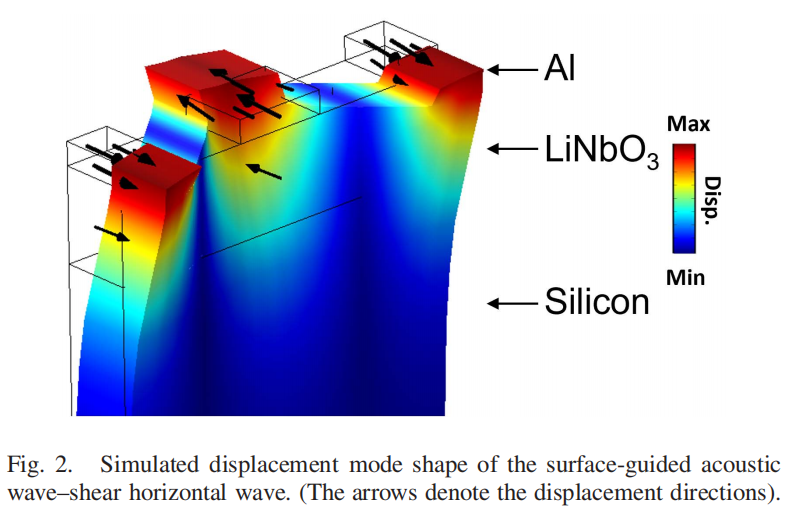 Al
LiNbO₃
Silicon
Max
Disp.
Min
Fig. 2. Simulated displacement mode shape of the surface-guided acoustic
wave–shear horizontal wave. (The arrows denote the displacement directions).